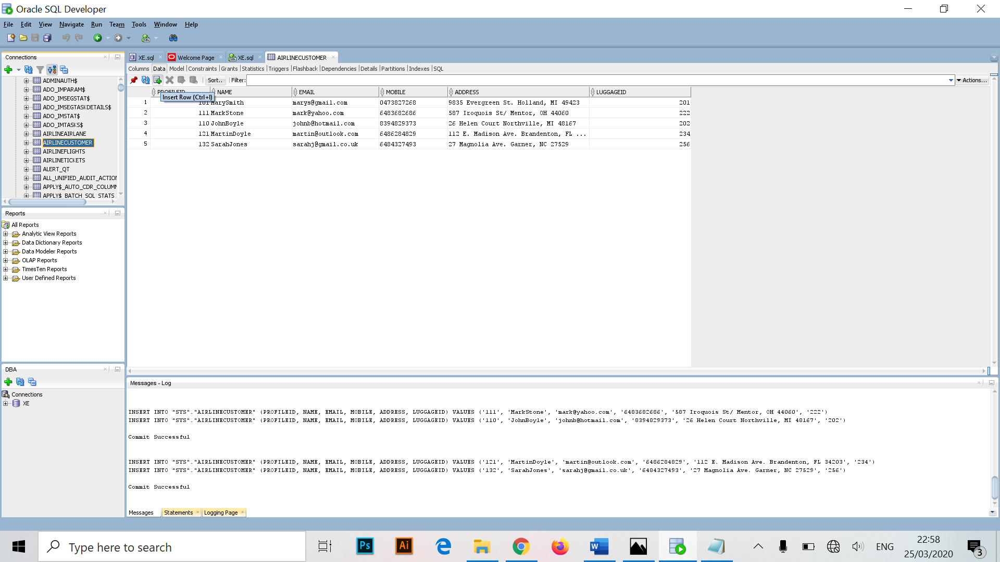 Oracle SQL Developer
File Edit View Navigate Run Team Tools Window Help
Connections
ADMINAUTH$
ADO_IMPARAM$
ADO_IMSEGSTAT$
ADO_IMSEGTASKDETAILS$
ADO_IMSTAT$
ADO_IMTASKS$
AIRLINEAIRLANE
AIRLINECUSTOMER
AIRLINEFLIGHTS
AIRLINETICKETS
ALERT_QT
ALL_UNIFIED_AUDIT_ACTION
APPLY$_AUTO_CDR_COLUMN
APPLY$_BATCH_SQL_STATS
Reports
All Reports
Analytic View Reports
Data Dictionary Reports
Data Modeler Reports
OLAP Reports
TimesTen Reports
User Defined Reports
DBA
Connections
XE
XE.sql Welcome Page XE.sql AIRLINECUSTOMER
Columns Data Model Constraints Grants Statistics Triggers Flashback Dependencies Details Partitions Indexes SQL
Sort.. Filter: Actions...
PROFILEID NAME EMAIL MOBILE ADDRESS LUGGAGEID
Insert Row (Ctrl+I)
1 101 MarySmith marys@gmail.com 0473827268 9835 Evergreen St. Holland, MI 49423 201
2 111 MarkStone mark@yahoo.com 6483682686 587 Iroquois St/ Mentor, OH 44060 222
3 110 JohnBoyle johnb@hotmail.com 8394829373 26 Helen Court Northville, MI 48167 202
4 121 MartinDoyle martin@outlook.com 6486284829 112 E. Madison Ave. Brandenton, FL ... 234
5 132 SarahJones sarahj@gmail.co.uk 6484327493 27 Magnolia Ave. Garner, NC 27529 256
Messages - Log
INSERT INTO "SYS"."AIRLINECUSTOMER" (PROFILEID, NAME, EMAIL, MOBILE, ADDRESS, LUGGAGEID) VALUES ('111', 'MarkStone', 'mark@yahoo.com', '6483682686', '587 Iroquois St/ Mentor, OH 44060', '222')
INSERT INTO "SYS"."AIRLINECUSTOMER" (PROFILEID, NAME, EMAIL, MOBILE, ADDRESS, LUGGAGEID) VALUES ('110', 'JohnBoyle', 'johnb@hotmail.com', '8394829373', '26 Helen Court Northville, MI 48167', '202')
Commit Successful
INSERT INTO "SYS"."AIRLINECUSTOMER" (PROFILEID, NAME, EMAIL, MOBILE, ADDRESS, LUGGAGEID) VALUES ('121', 'MartinDoyle', 'martin@outlook.com', '6486284829', '112 E. Madison Ave. Brandenton, FL 34203', '234')
INSERT INTO "SYS"."AIRLINECUSTOMER" (PROFILEID, NAME, EMAIL, MOBILE, ADDRESS, LUGGAGEID) VALUES ('132', 'SarahJones', 'sarahj@gmail.co.uk', '6484327493', '27 Magnolia Ave. Garner, NC 27529', '256')
Commit Successful
Messages Statements Logging Page
Type here to search
Ps
Ai
ENG
22:58
25/03/2020
3